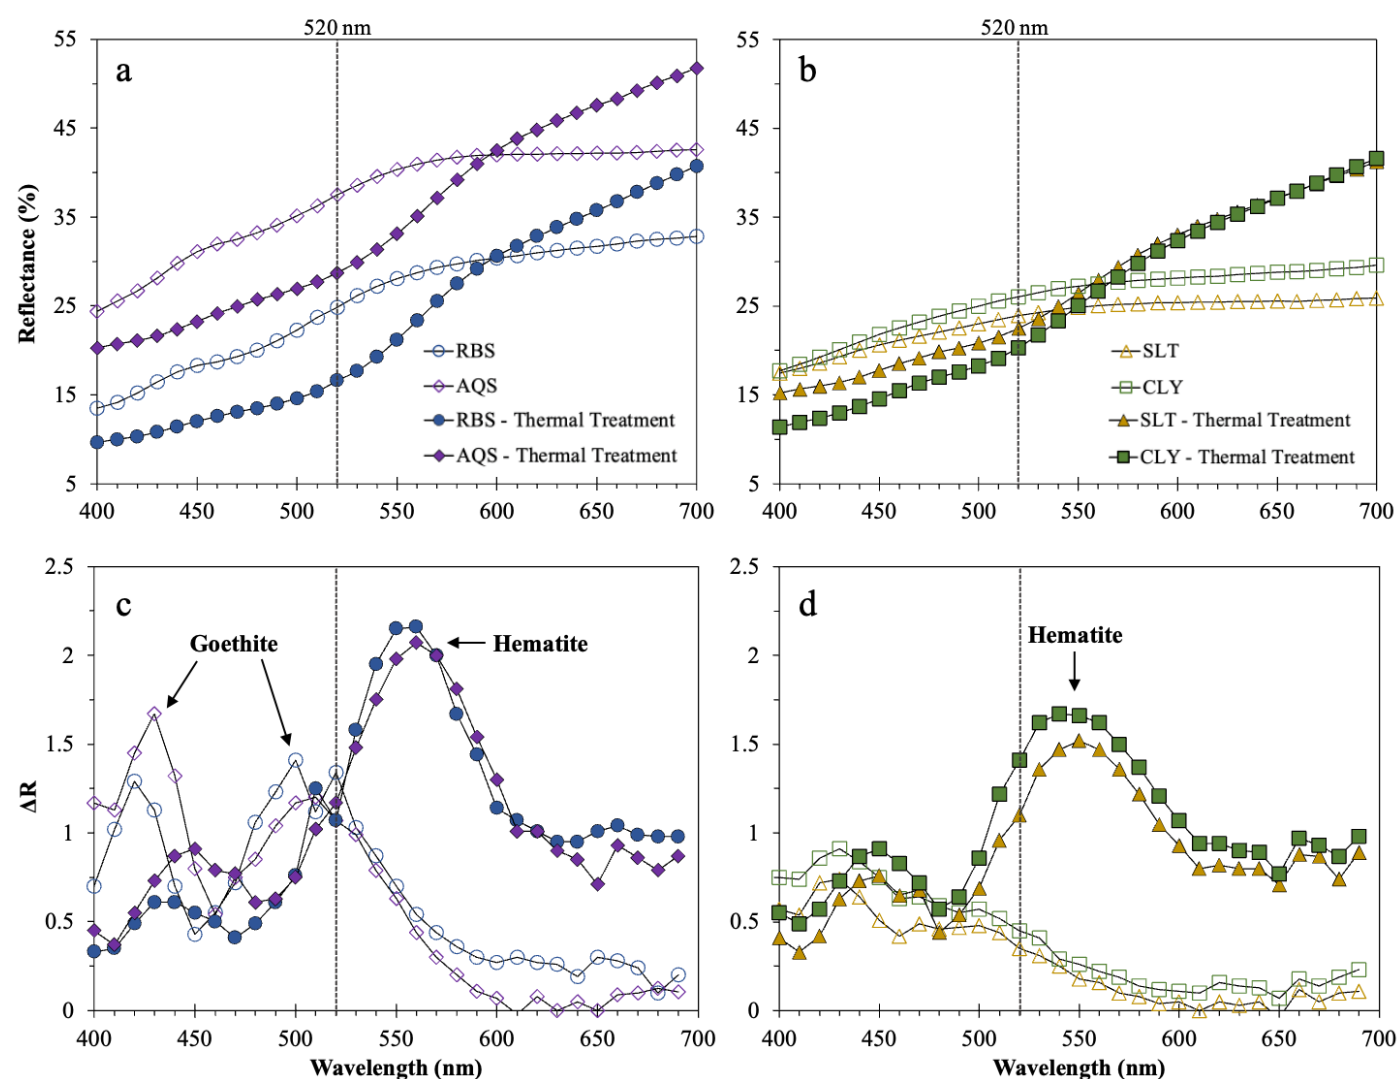 520 nm
55
a
45
35
25
15
5
Reflectance (%)
RBS
AQS
RBS - Thermal Treatment
AQS - Thermal Treatment
400 450 500 550 600 650 700
520 nm
55
b
45
35
25
15
5
SLT
CLY
SLT - Thermal Treatment
CLY - Thermal Treatment
400 450 500 550 600 650 700
2.5
c
2
1.5
1
0.5
0
ΔR
Goethite
Hematite
400 450 500 550 600 650 700
Wavelength (nm)
2.5
d
2
1.5
1
0.5
0
Hematite
400 450 500 550 600 650 700
Wavelength (nm)